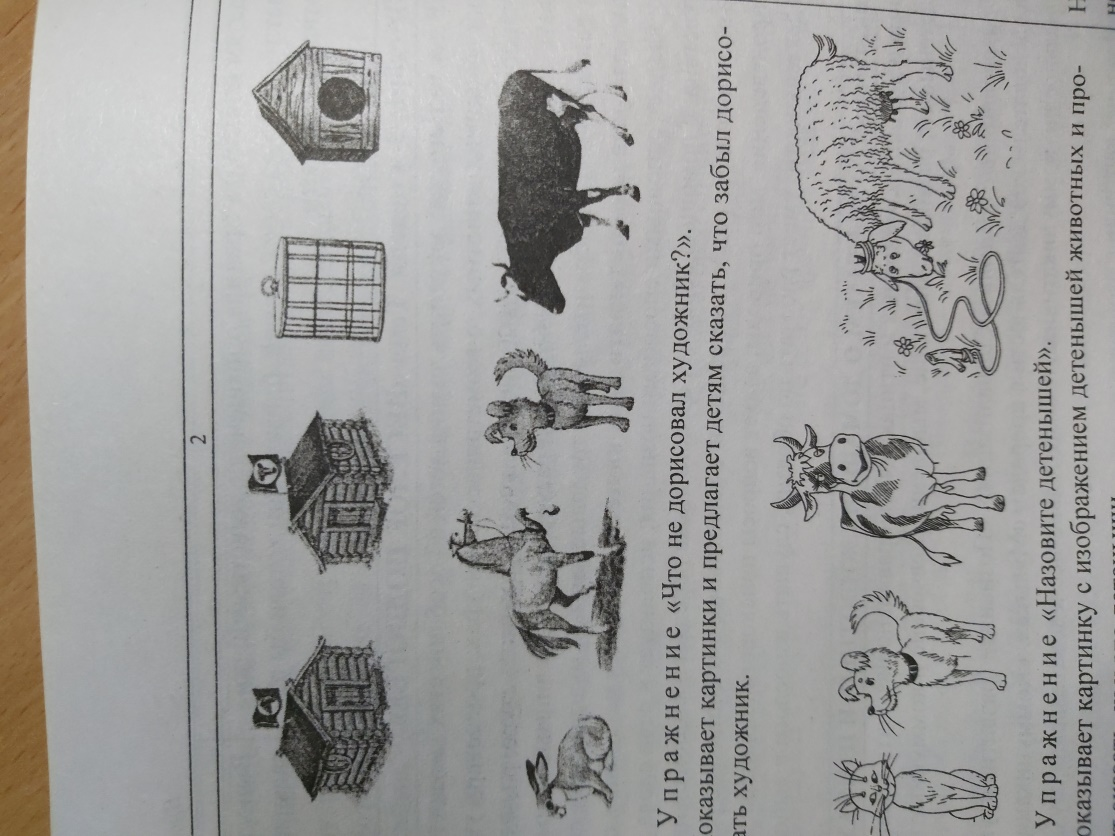 2
Упражнение «Что не дорисовал художник?».
оказывает картинки и предлагает детям сказать, что забыл дорисо-
ать художник.
Упражнение «Назовите детенышей».
оказывает картинку с изображением детенышей животных и про-